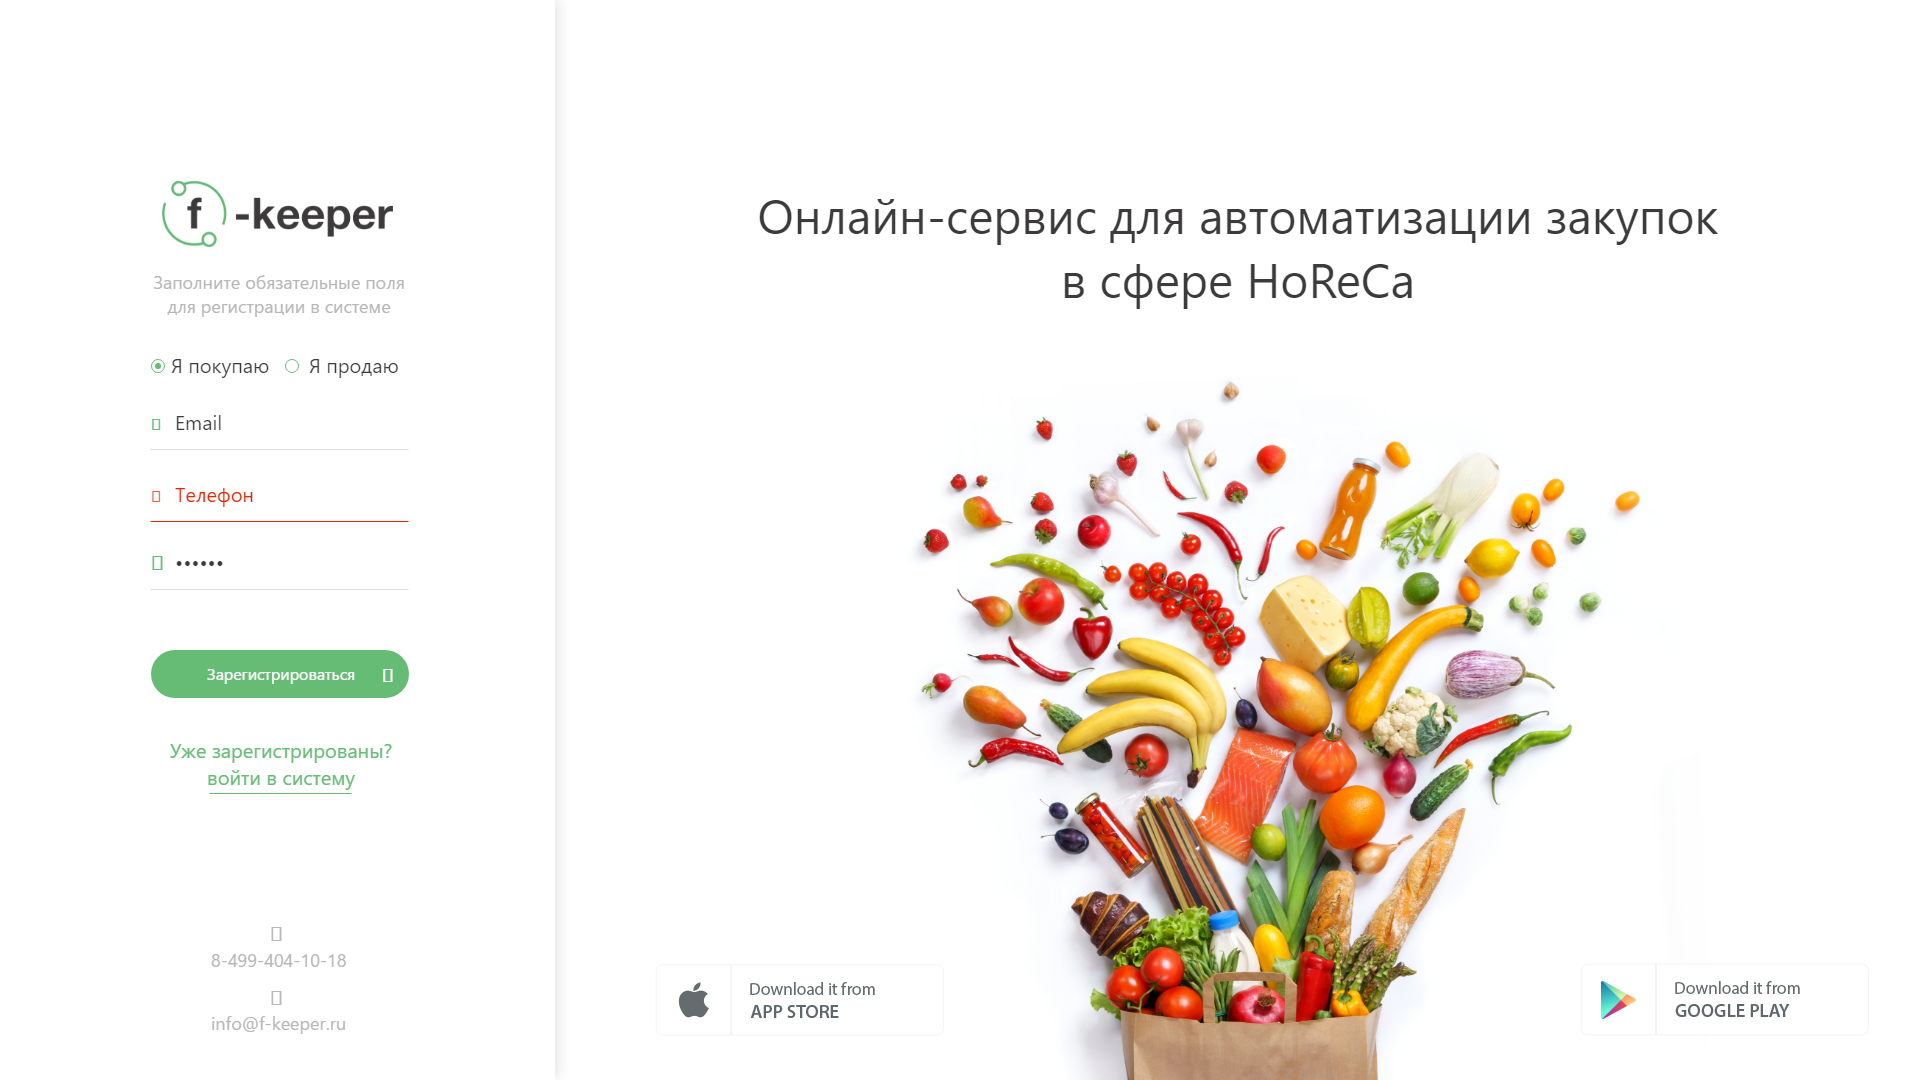 f-keeper
Заполните обязательные поля
для регистрации в системе
Я покупаю Я продаю
Email
Телефон
••••••
Зарегистрироваться
Уже зарегистрированы?
войти в систему
8-499-404-10-18
info@f-keeper.ru
Онлайн-сервис для автоматизации закупок
в сфере HoReCa
Download it from
APP STORE
Download it from
GOOGLE PLAY